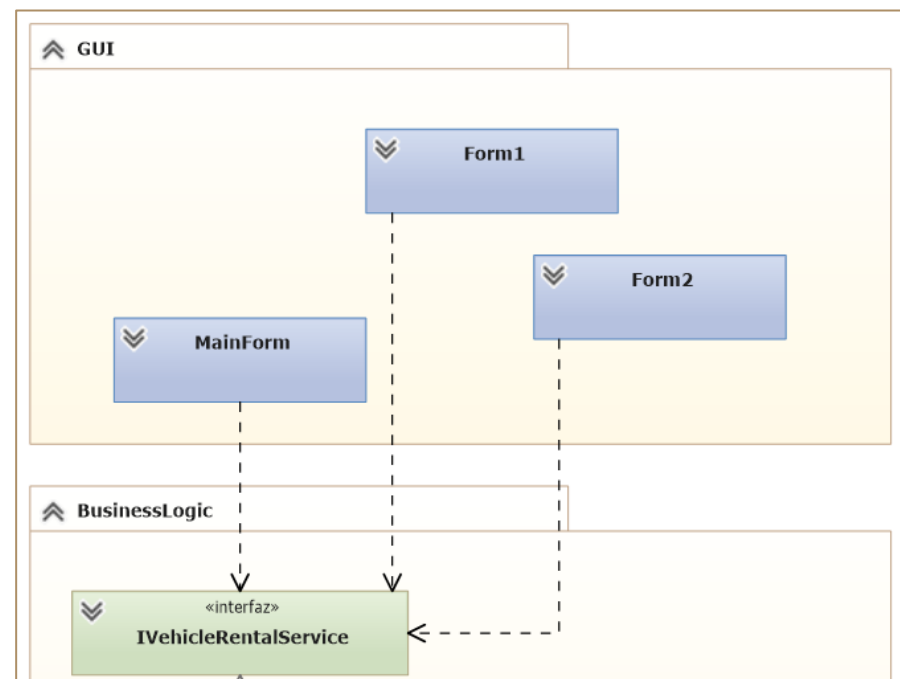 GUI
Form1
Form2
MainForm
BusinessLogic
«interfaz»
IVehicleRentalService